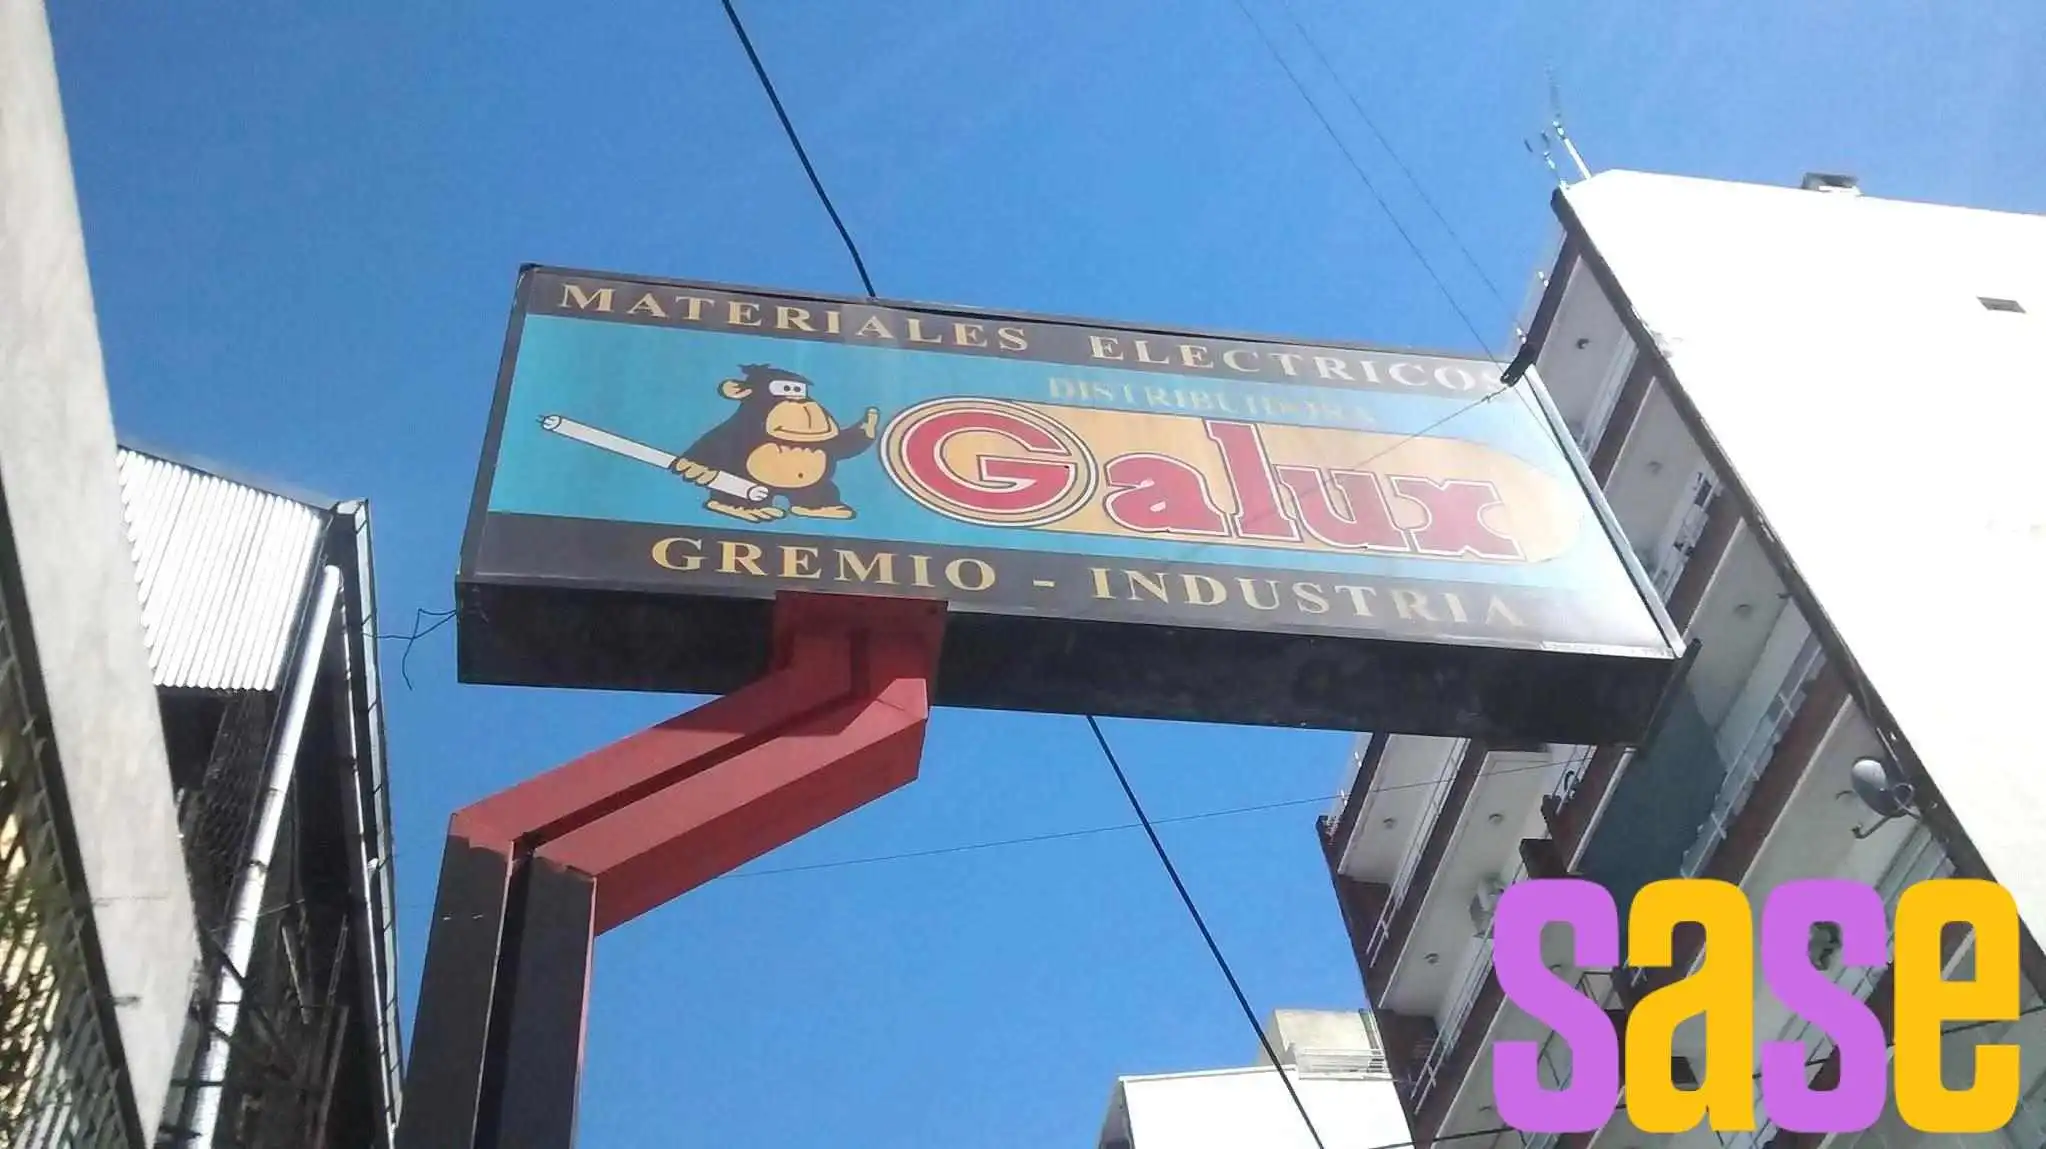 MATERIALES ELECTRICOS
DISTRIBUIDORA
Galux
GREMIO - INDUSTRIA
sase